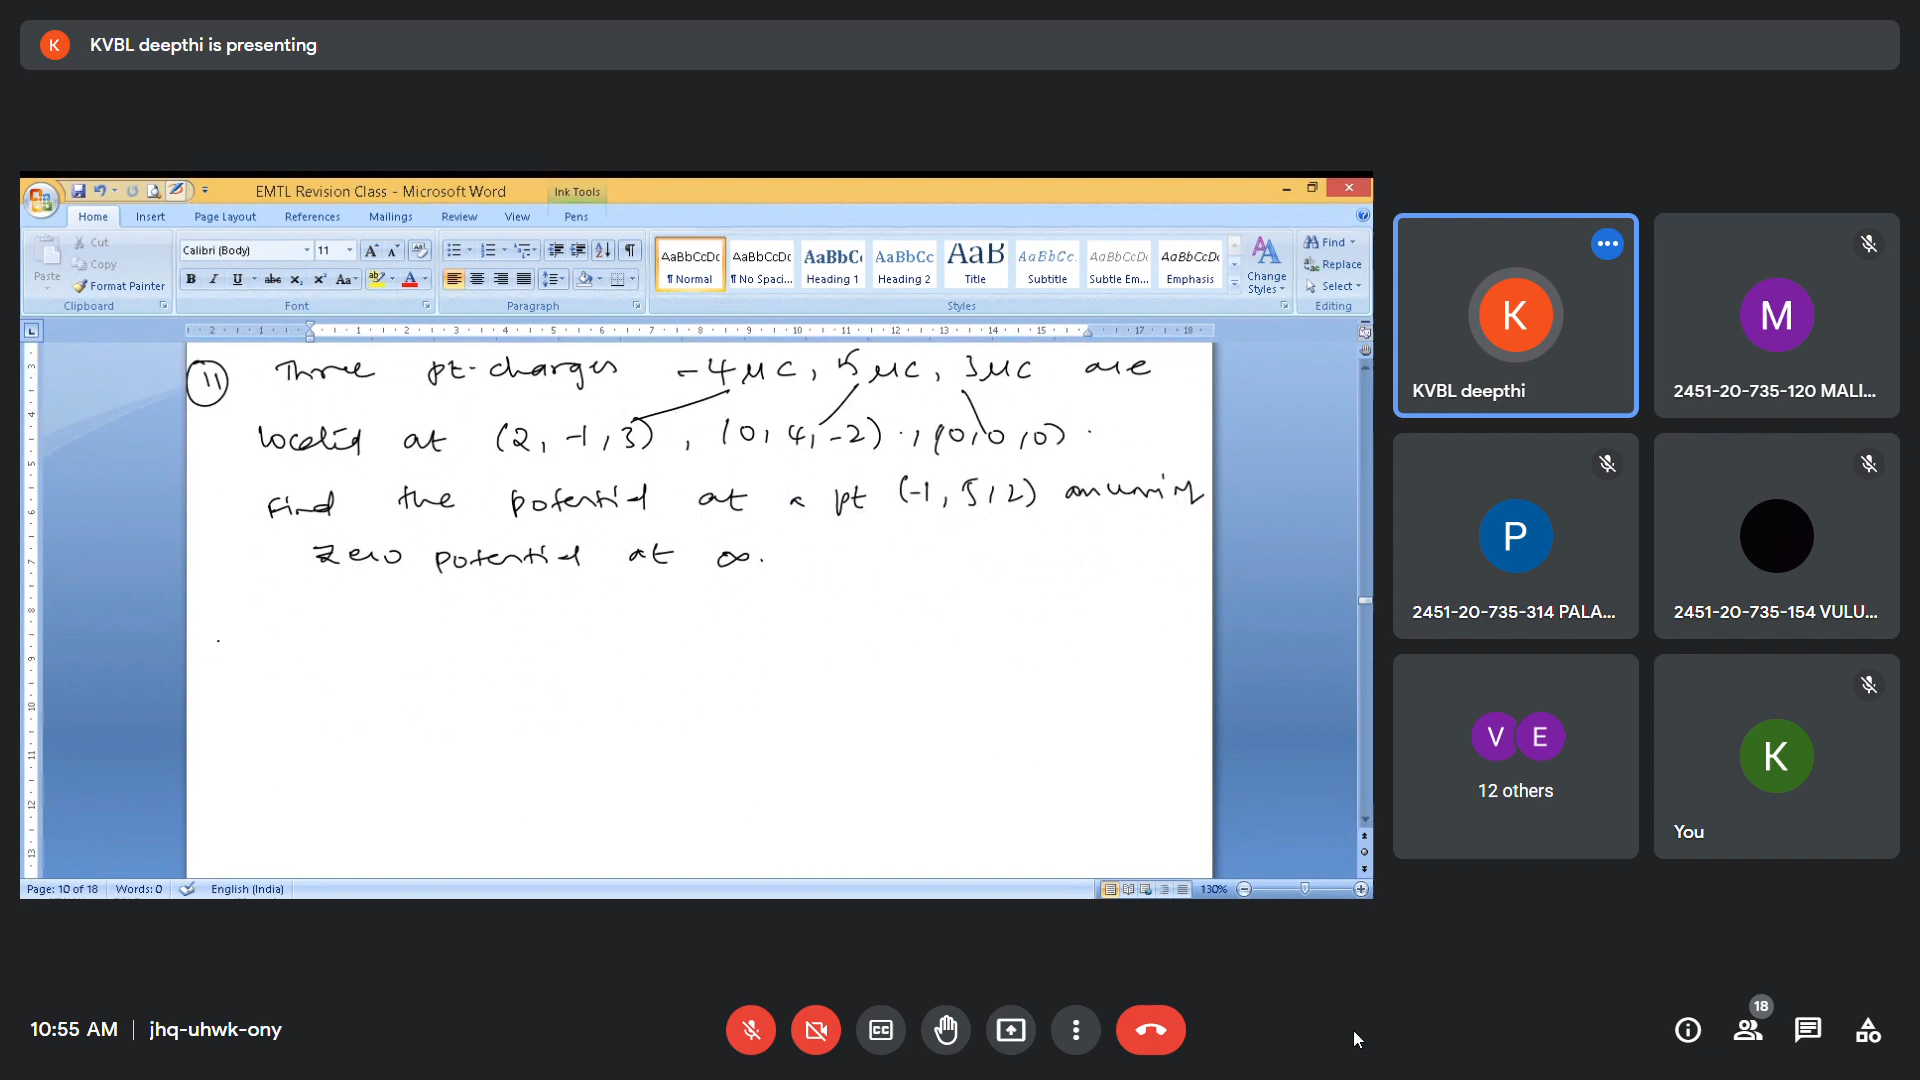 K KVBL deepthi is presenting
EMTL Revision Class - Microsoft Word Ink Tools
Home Insert Page Layout References Mailings Review View Pens
Paste Cut Copy Format Painter Clipboard
Calibri (Body) 11 Font
Paragraph
AaBbCcDc ¶ Normal AaBbCcDc ¶ No Spaci... AaBbC Heading 1 AaBbCc Heading 2 AaB Title AaBbCc. Subtitle AaBbCcDc Subtle Em... AaBbCcDc Emphasis Change Styles Styles
Find Replace Select Editing
11 Three pt-charges -4μC, 5μC, 3μC are
located at (2, -1, 3), (0, 4, -2), (0, 0, 0).
Find the potential at a pt (-1, 5, 2) assuming
zero potential at ∞.
Page: 10 of 18 Words: 0 English (India) 130%
K KVBL deepthi
M 2451-20-735-120 MALI...
P 2451-20-735-314 PALA...
2451-20-735-154 VULU...
V E 12 others
K You
10:55 AM | jhq-uhwk-ony
CC
18